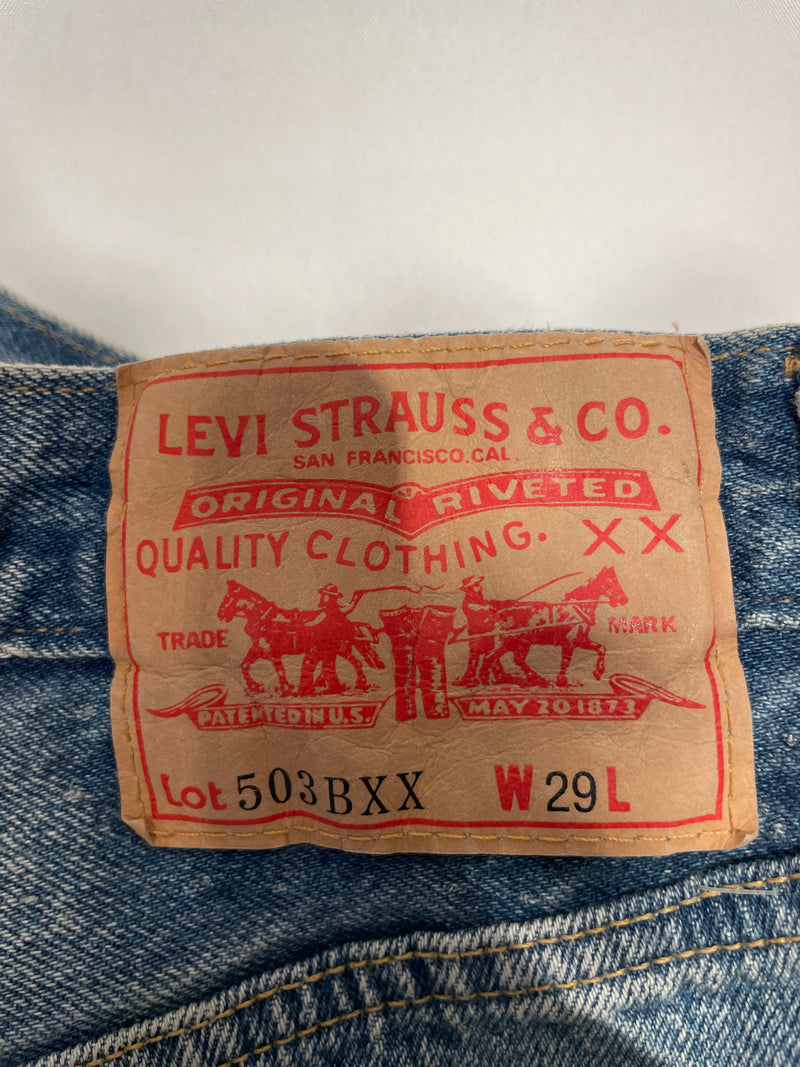 LEVI STRAUSS & CO.
SAN FRANCISCO, CAL.
ORIGINAL RIVETED
QUALITY CLOTHING. XX
TRADE MARK
PATENTED IN U.S. MAY 20 1873
Lot 503BXX W 29 L